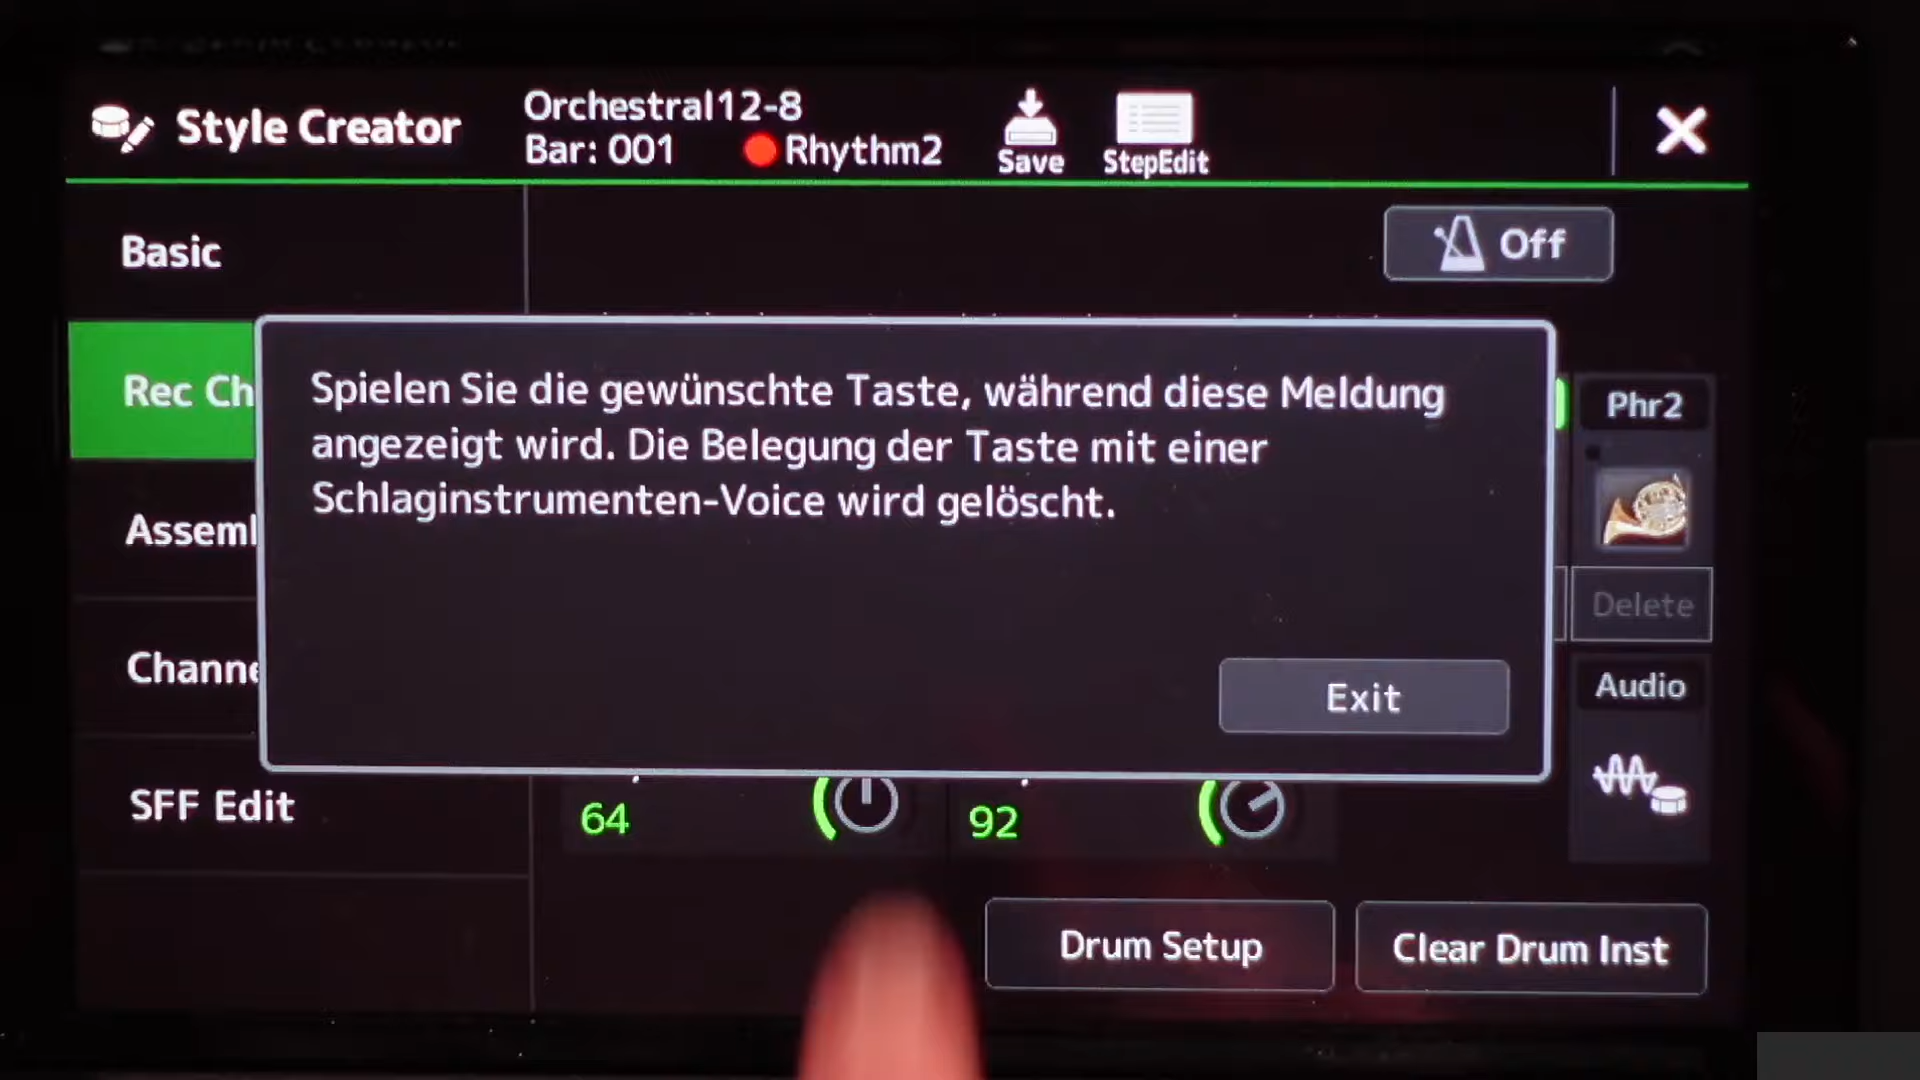 Style Creator
Orchestral12-8
Bar: 001
Rhythm2
Save
StepEdit
Off
Basic
Rec Ch
Spielen Sie die gewünschte Taste, während diese Meldung
angezeigt wird. Die Belegung der Taste mit einer
Schlaginstrumenten-Voice wird gelöscht.
Phr2
Delete
Exit
Audio
SFF Edit
64
92
Drum Setup
Clear Drum Inst